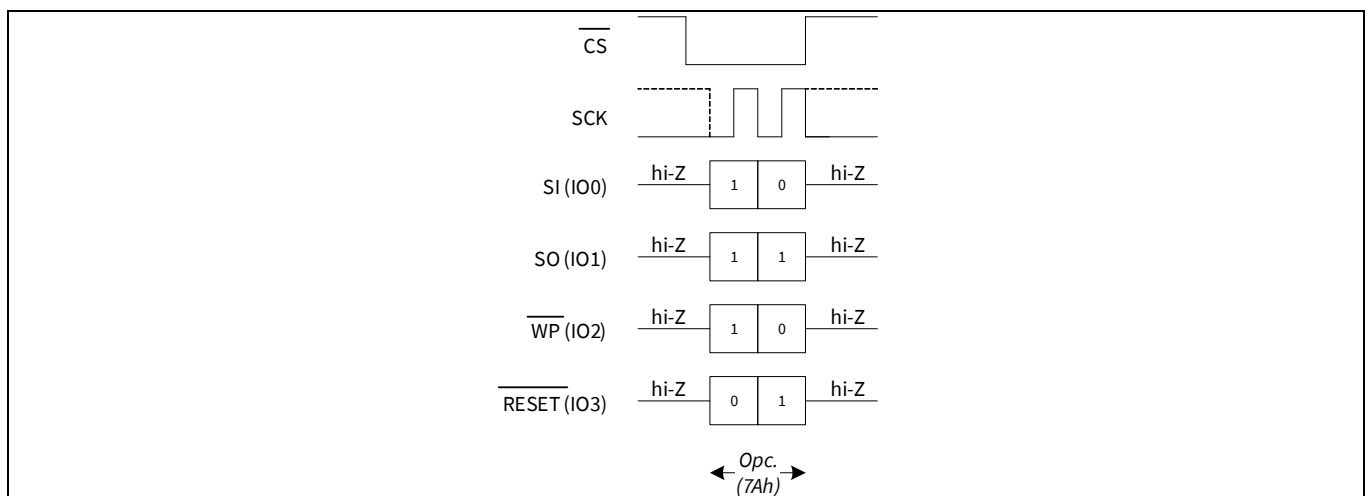 CS
SCK
SI (IO0) hi-Z 1 0 hi-Z
SO (IO1) hi-Z 1 1 hi-Z
WP (IO2) hi-Z 1 0 hi-Z
RESET (IO3) hi-Z 0 1 hi-Z
Opc.
(7Ah)